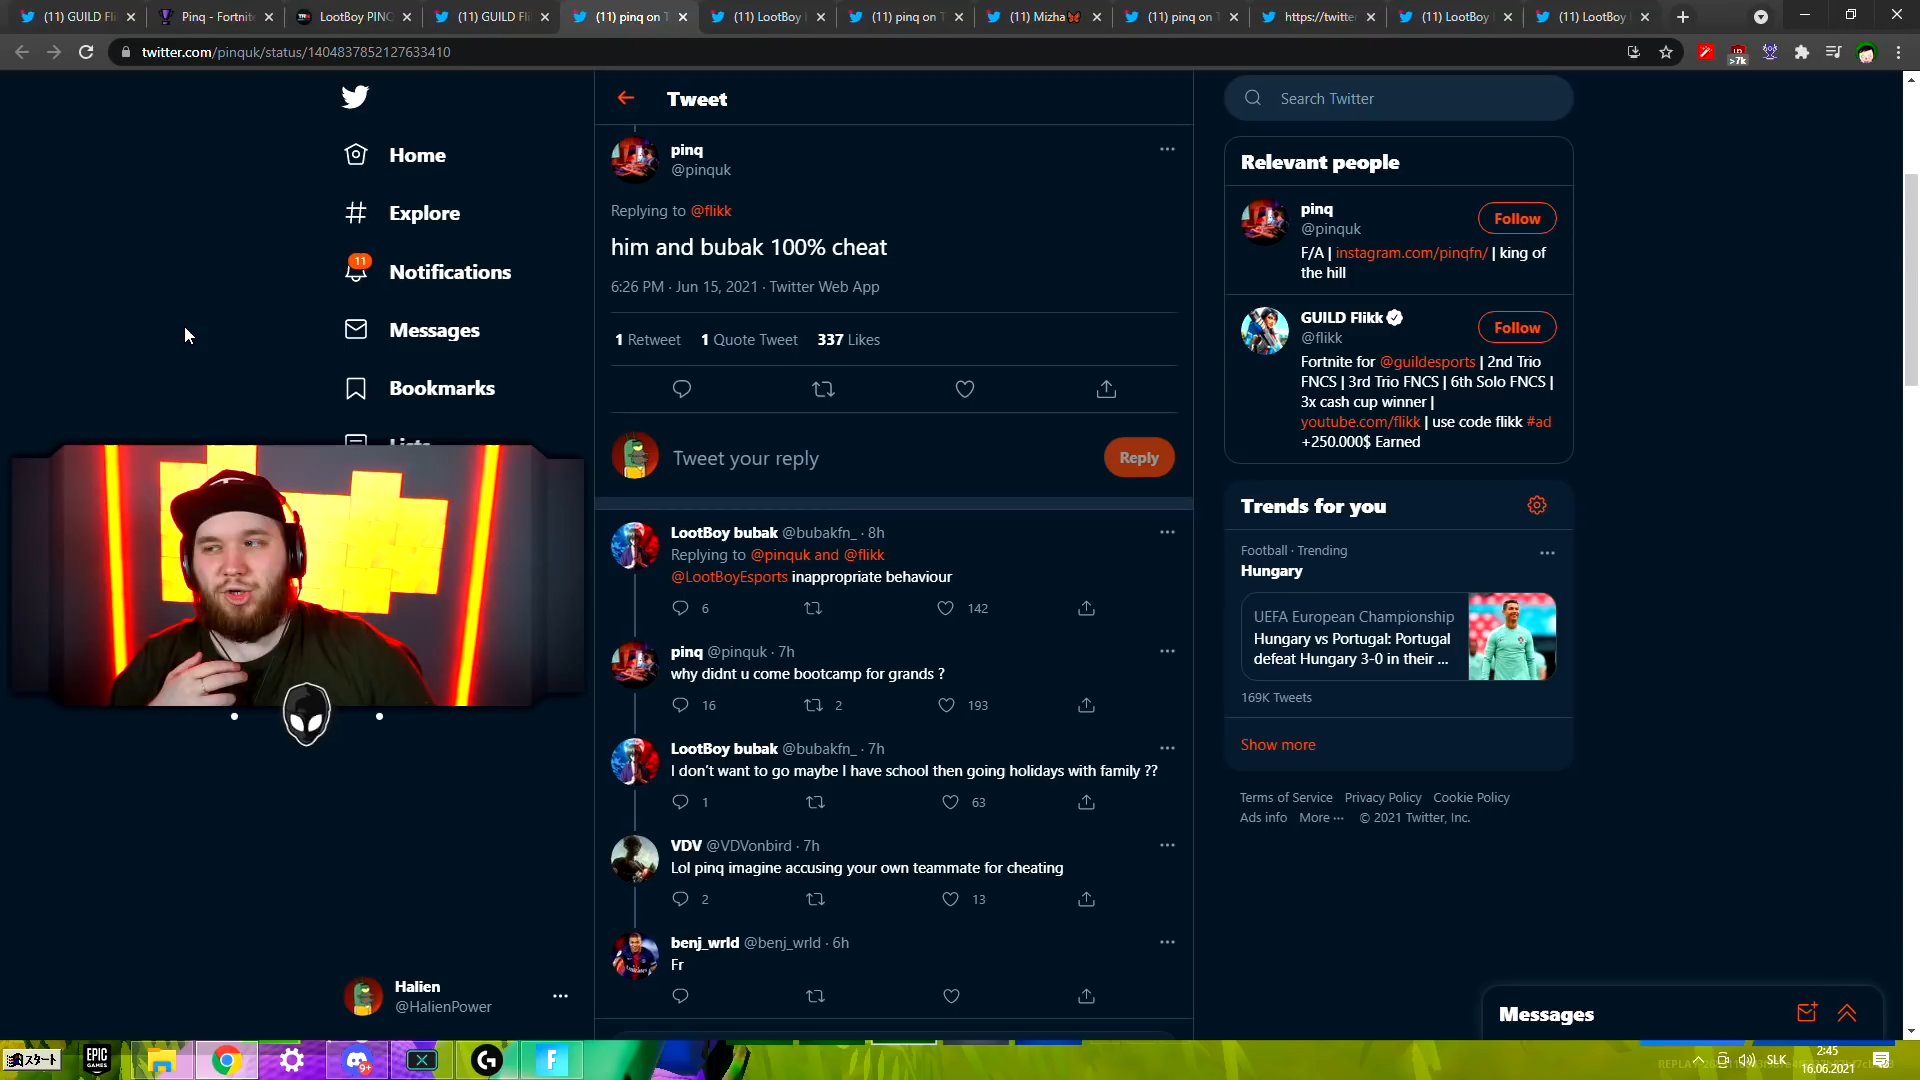 (11) GUILD Fli
Pinq - Fortnite
LootBoy PINQ
(11) GUILD Fli
(11) pinq on T
(11) LootBoy
(11) pinq on T
(11) Mizha
(11) pinq on T
https://twitte
(11) LootBoy
(11) LootBoy
twitter.com/pinquk/status/1404837852127633410
>7k
Home
Explore
11
Notifications
Messages
Bookmarks
Lists
Halien
@HalienPower
Tweet
pinq
@pinquk
Replying to @flikk
him and bubak 100% cheat
6:26 PM · Jun 15, 2021 · Twitter Web App
1 Retweet 1 Quote Tweet 337 Likes
Tweet your reply
Reply
LootBoy bubak @bubakfn_ · 8h
Replying to @pinquk and @flikk
@LootBoyEsports inappropriate behaviour
6 142
pinq @pinquk · 7h
why didnt u come bootcamp for grands ?
16 2 193
LootBoy bubak @bubakfn_ · 7h
I don't want to go maybe I have school then going holidays with family ??
1 63
VDV @VDVonbird · 7h
Lol pinq imagine accusing your own teammate for cheating
2 13
benj_wrld @benj_wrld · 6h
Fr
Search Twitter
Relevant people
pinq
@pinquk
Follow
F/A | instagram.com/pinqfn/ | king of
the hill
GUILD Flikk
@flikk
Follow
Fortnite for @guildesports | 2nd Trio
FNCS | 3rd Trio FNCS | 6th Solo FNCS |
3x cash cup winner |
youtube.com/flikk | use code flikk #ad
+250.000$ Earned
Trends for you
Football · Trending
Hungary
UEFA European Championship
Hungary vs Portugal: Portugal
defeat Hungary 3-0 in their ...
169K Tweets
Show more
Terms of Service Privacy Policy Cookie Policy
Ads info More ··· © 2021 Twitter, Inc.
Messages
スタート
EPIC
GAMES
9+
SLK
2:45
16.06.2021